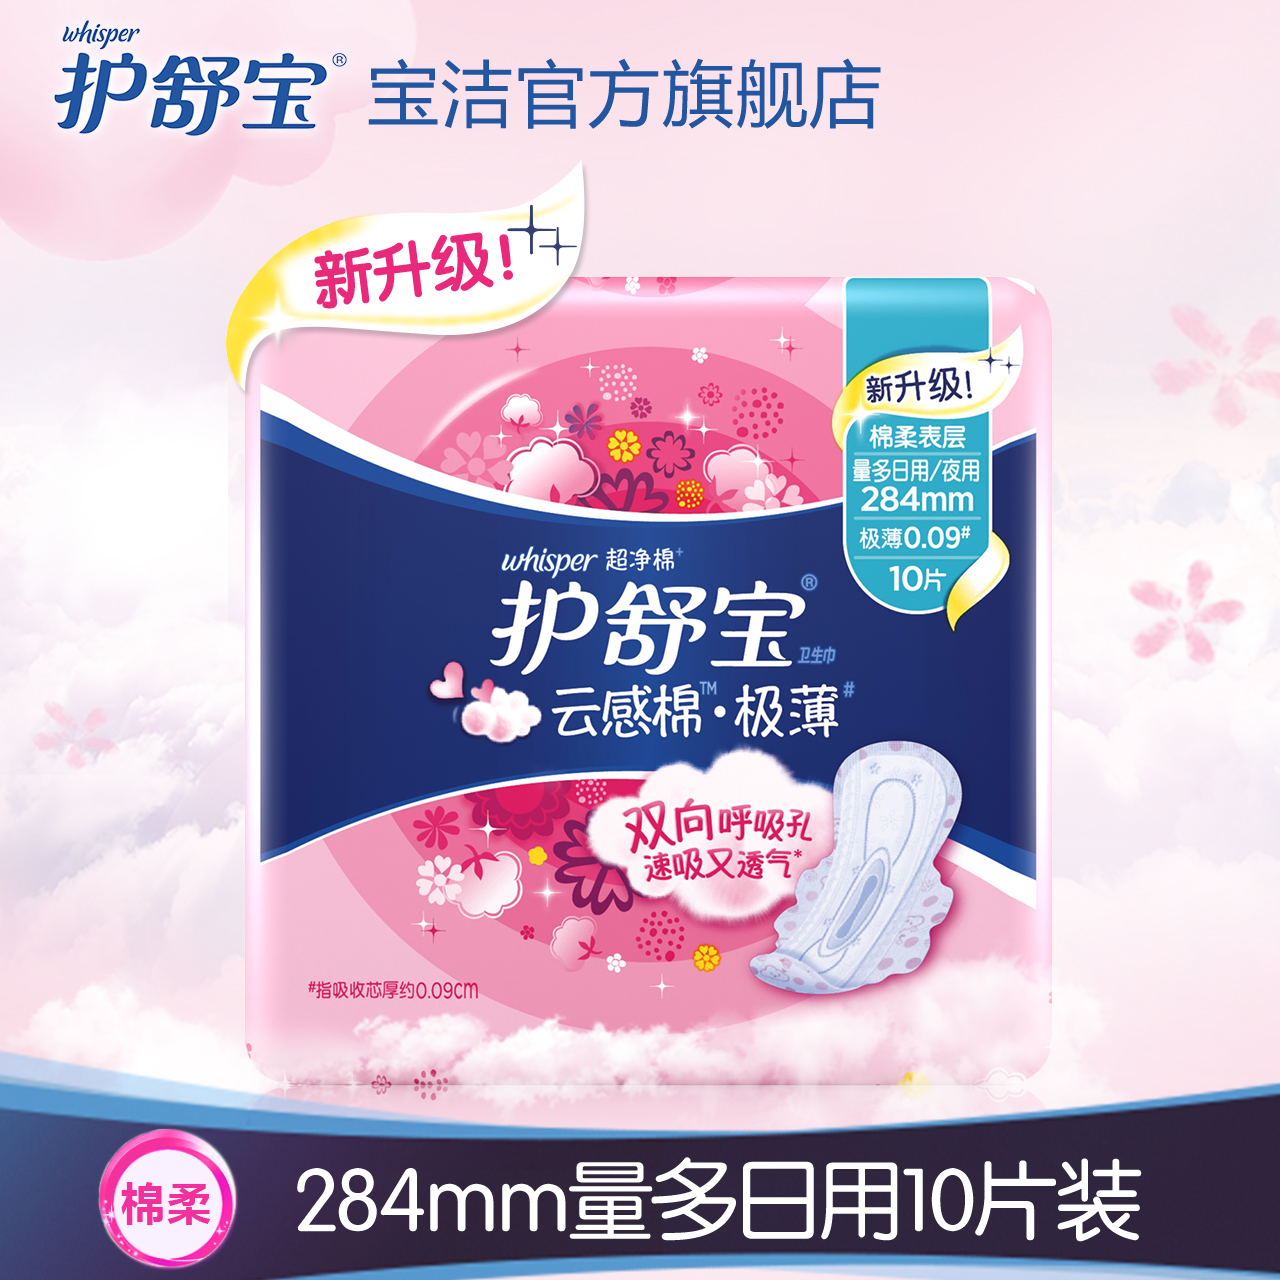 whisper
护舒宝® 宝洁官方旗舰店
新升级!
新升级!
棉柔表层
量多日用/夜用
284mm
极薄0.09#
10片
whisper 超净棉+
护舒宝®
卫生巾
云感棉™·极薄#
双向呼吸孔
速吸又透气*
#指吸收芯厚约0.09cm
棉柔
284mm量多日用10片装